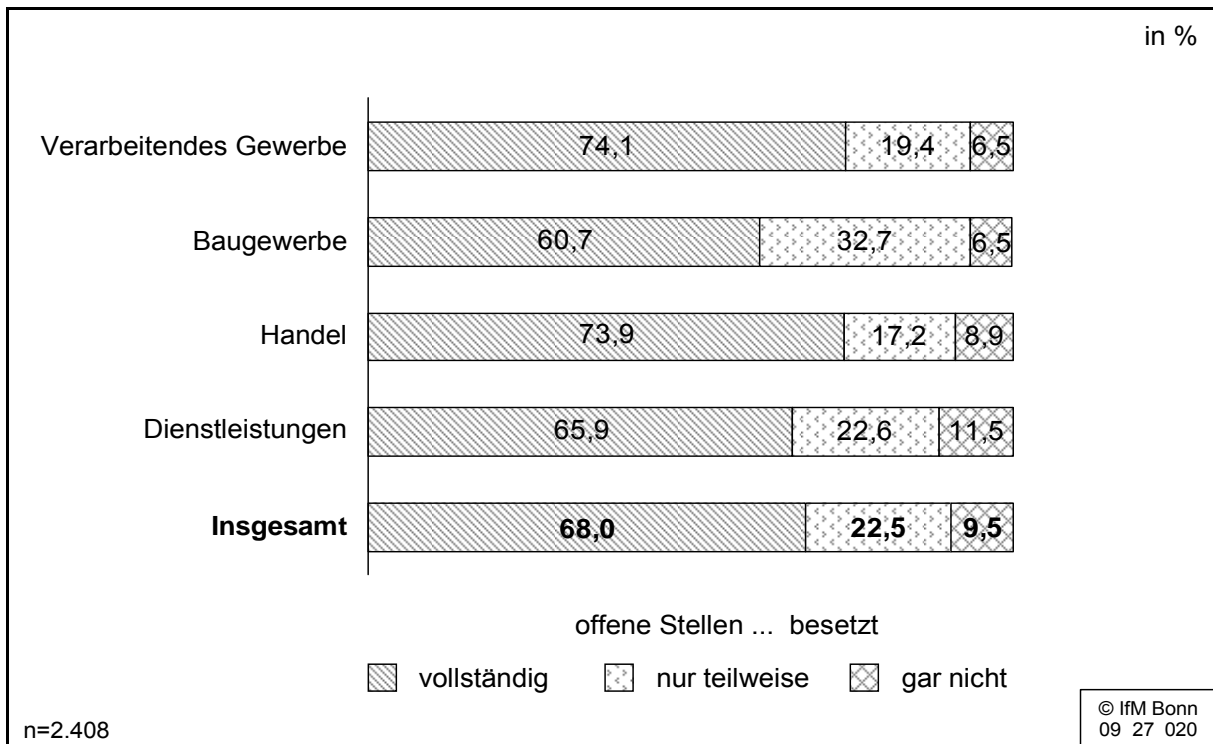 in %
Verarbeitendes Gewerbe 74,1 19,4 6,5
Baugewerbe 60,7 32,7 6,5
Handel 73,9 17,2 8,9
Dienstleistungen 65,9 22,6 11,5
Insgesamt 68,0 22,5 9,5
offene Stellen ... besetzt
vollständig nur teilweise gar nicht
n=2.408
© IfM Bonn
09 27 020